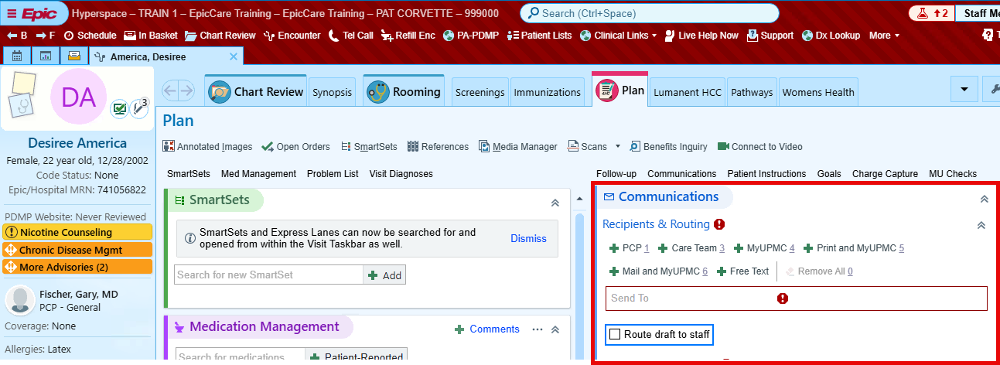 Epic Hyperspace – TRAIN 1 – EpicCare Training – EpicCare Training – PAT CORVETTE – 999000 Search (Ctrl+Space) 2 Staff Me
B F Schedule In Basket Chart Review Encounter Tel Call Refill Enc PA-PDMP Patient Lists Clinical Links Live Help Now Support Dx Lookup More
America, Desiree
DA 3
Desiree America
Female, 22 year old, 12/28/2002
Code Status: None
Epic/Hospital MRN: 741056822
PDMP Website: Never Reviewed
Nicotine Counseling
Chronic Disease Mgmt
More Advisories (2)
Fischer, Gary, MD
PCP - General
Coverage: None
Allergies: Latex
Chart Review Synopsis Rooming Screenings Immunizations Plan Lumanent HCC Pathways Womens Health
Plan
Annotated Images Open Orders SmartSets References Media Manager Scans Benefits Inquiry Connect to Video
SmartSets Med Management Problem List Visit Diagnoses
Follow-up Communications Patient Instructions Goals Charge Capture MU Checks
SmartSets
SmartSets and Express Lanes can now be searched for and
opened from within the Visit Taskbar as well.
Dismiss
Search for new SmartSet Add
Medication Management Comments
Search for medications Patient-Reported
Communications
Recipients & Routing
PCP 1 Care Team 3 MyUPMC 4 Print and MyUPMC 5
Mail and MyUPMC 6 Free Text Remove All 0
Send To
Route draft to staff